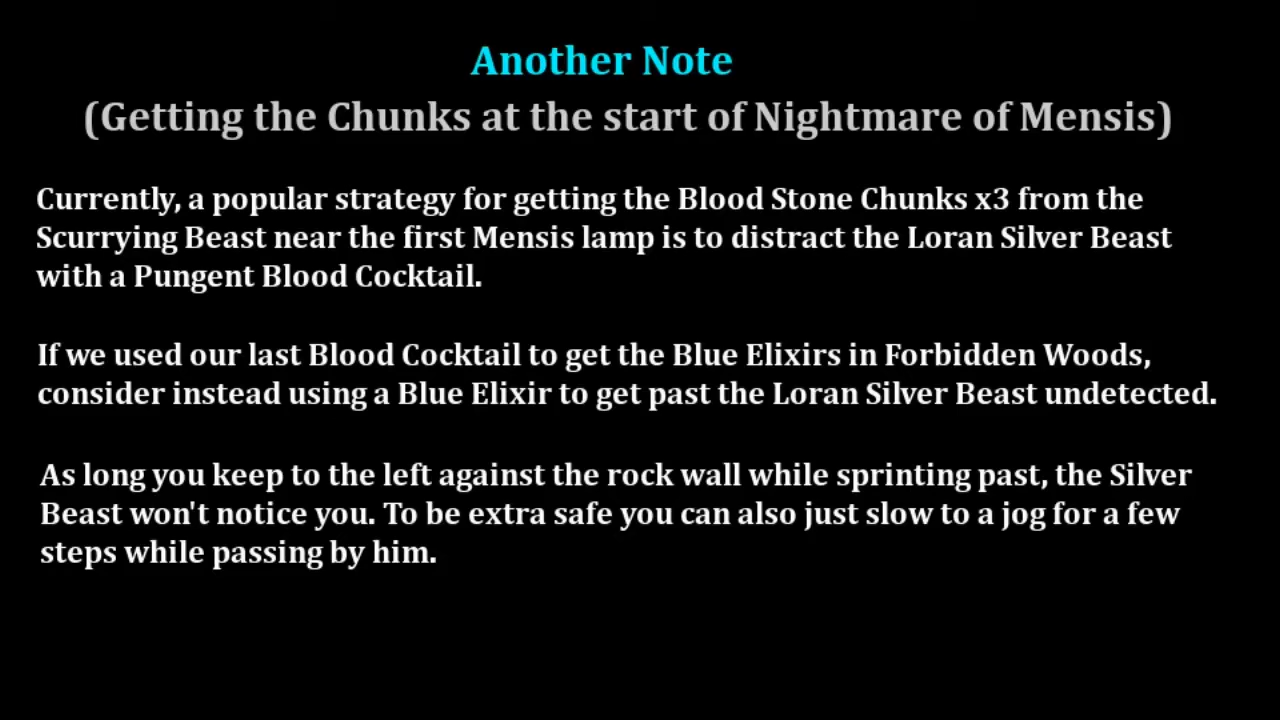 Another Note
(Getting the Chunks at the start of Nightmare of Mensis)
Currently, a popular strategy for getting the Blood Stone Chunks x3 from the
Scurrying Beast near the first Mensis lamp is to distract the Loran Silver Beast
with a Pungent Blood Cocktail.
If we used our last Blood Cocktail to get the Blue Elixirs in Forbidden Woods,
consider instead using a Blue Elixir to get past the Loran Silver Beast undetected.
As long you keep to the left against the rock wall while sprinting past, the Silver
Beast won't notice you. To be extra safe you can also just slow to a jog for a few
steps while passing by him.